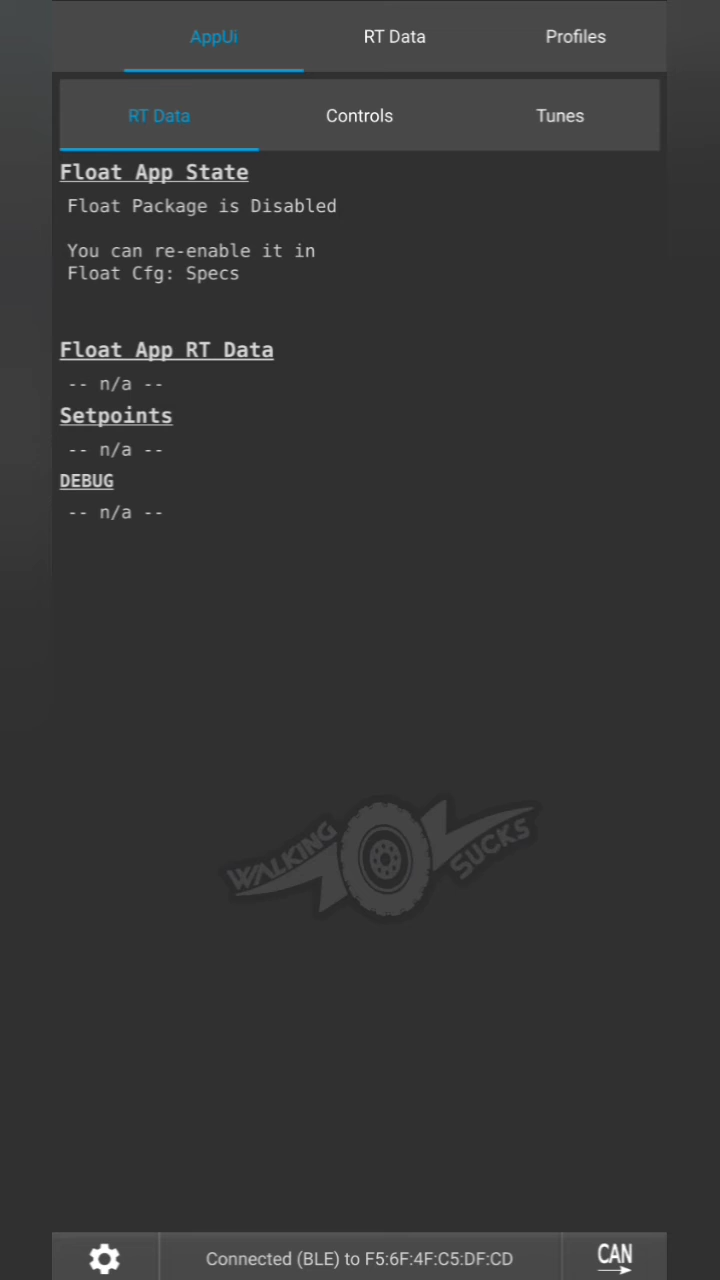 AppUi RT Data Profiles
RT Data Controls Tunes
Float App State
Float Package is Disabled
You can re-enable it in
Float Cfg: Specs
Float App RT Data
-- n/a --
Setpoints
-- n/a --
DEBUG
-- n/a --
WALKING SUCKS
Connected (BLE) to F5:6F:4F:C5:DF:CD CAN